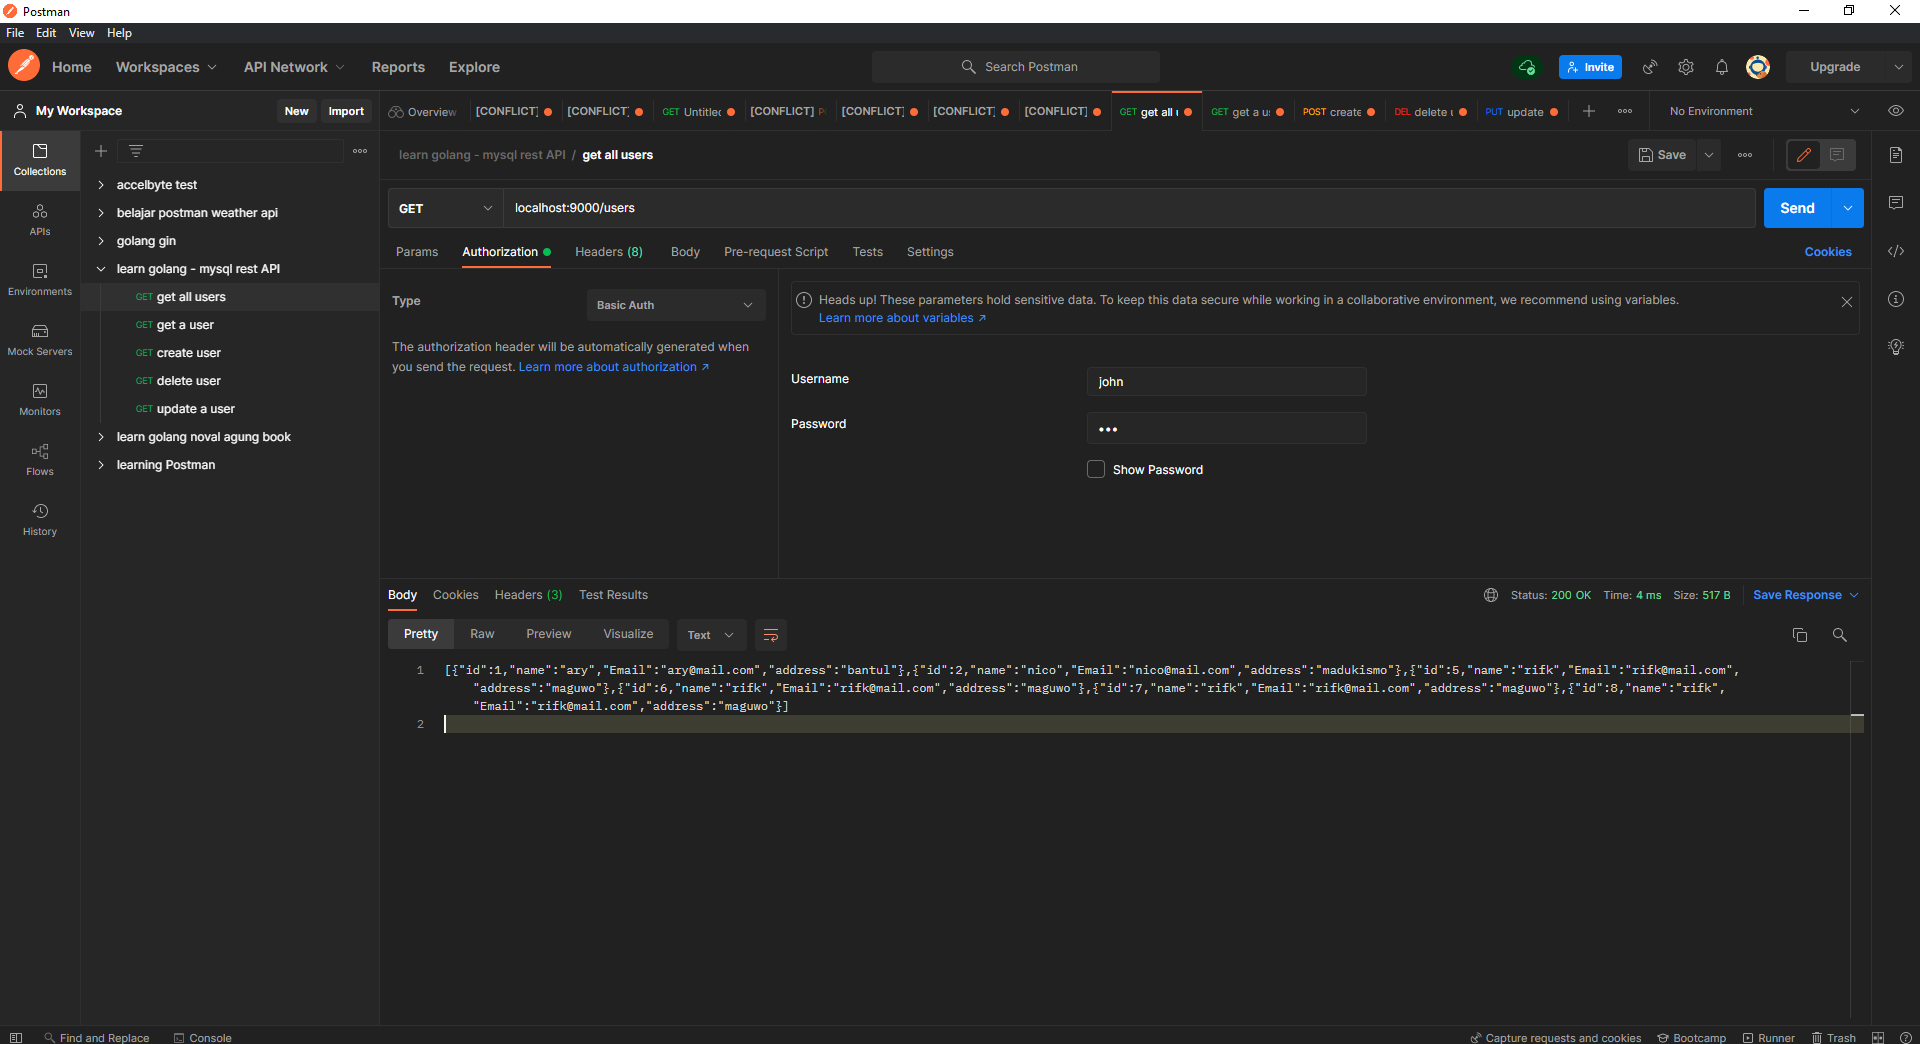 Postman
File Edit View Help
Home Workspaces API Network Reports Explore Search Postman Invite Upgrade
My Workspace New Import
Overview [CONFLICT] [CONFLICT] GET Untitlec [CONFLICT] P [CONFLICT] [CONFLICT] [CONFLICT] GET get all GET get a u POST create DEL delete PUT update No Environment
Collections
APIs
Environments
Mock Servers
Monitors
Flows
History
accelbyte test
belajar postman weather api
golang gin
learn golang - mysql rest API
GET get all users
GET get a user
GET create user
GET delete user
GET update a user
learn golang noval agung book
learning Postman
learn golang - mysql rest API / get all users Save
GET localhost:9000/users Send
Params Authorization Headers (8) Body Pre-request Script Tests Settings Cookies
Type Basic Auth
The authorization header will be automatically generated when
you send the request. Learn more about authorization ↗
Heads up! These parameters hold sensitive data. To keep this data secure while working in a collaborative environment, we recommend using variables.
Learn more about variables ↗
Username john
Password •••
Show Password
Body Cookies Headers (3) Test Results Status: 200 OK Time: 4 ms Size: 517 B Save Response
Pretty Raw Preview Visualize Text
1 [{"id":1,"name":"ary","Email":"ary@mail.com","address":"bantul"},{"id":2,"name":"nico","Email":"nico@mail.com","address":"madukismo"},{"id":5,"name":"rifk","Email":"rifk@mail.com",
"address":"maguwo"},{"id":6,"name":"rifk","Email":"rifk@mail.com","address":"maguwo"},{"id":7,"name":"rifk","Email":"rifk@mail.com","address":"maguwo"},{"id":8,"name":"rifk",
"Email":"rifk@mail.com","address":"maguwo"}]
2
Find and Replace Console Capture requests and cookies Bootcamp Runner Trash